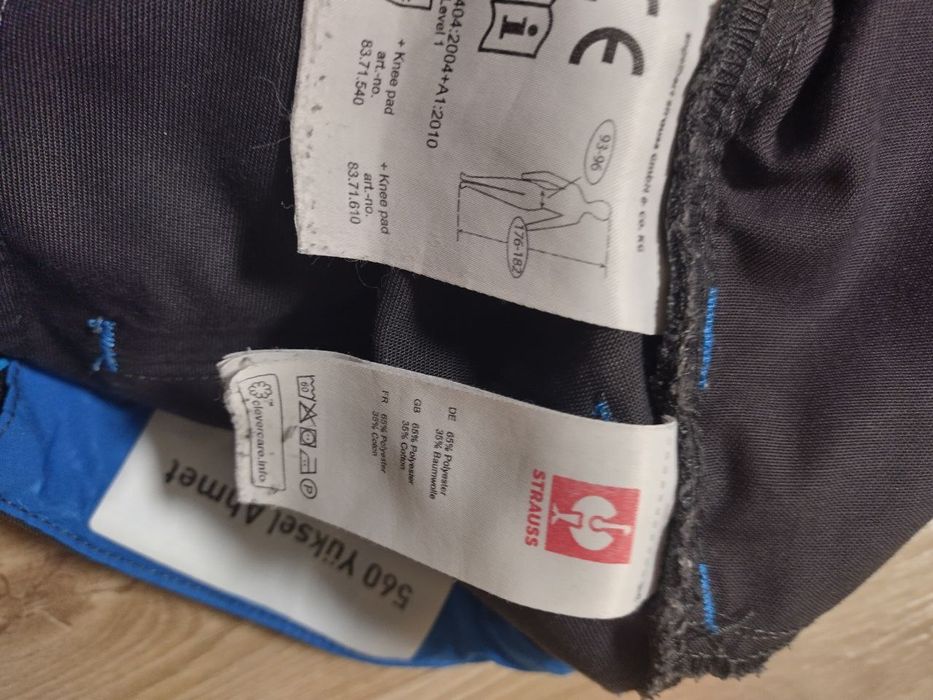 404:2004+A1:2010
Level 1
+ Knee pad
art.-no.
83.71.540
+ Knee pad
art.-no.
83.71.610
i
CE
93-96
176-182
STRAUSS
DE
65% Polyester
35% Baumwolle
GB
65% Polyester
35% Cotton
FR
65% Polyester
35% Coton
60
P
clevercare.info
560 Yüksel Ahmet